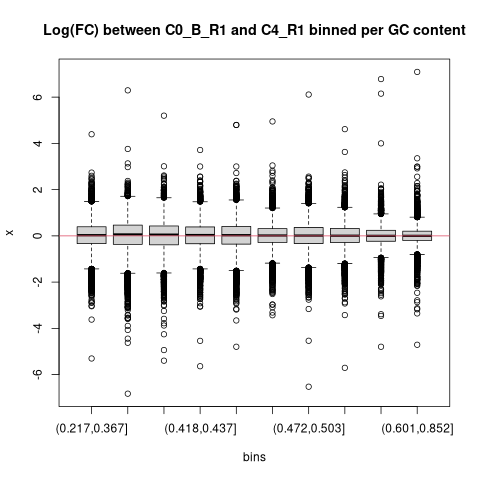 Log(FC) between C0_B_R1 and C4_R1 binned per GC content
x
6
4
2
0
-2
-4
-6
(0.217,0.367] (0.418,0.437] (0.472,0.503] (0.601,0.852]
bins